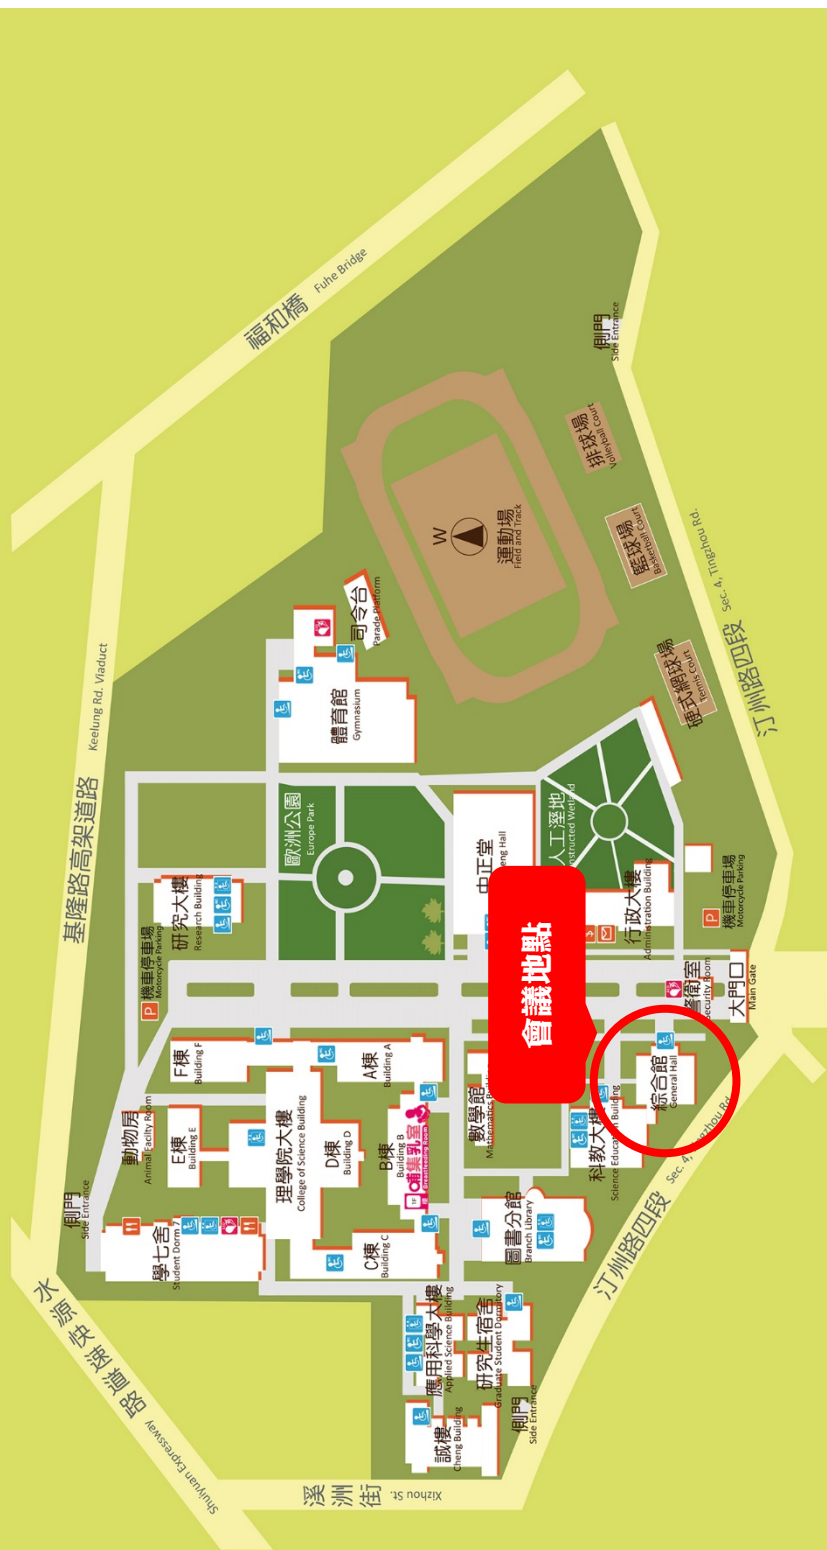 福和橋 Fuhe Bridge
側門
Side Entrance
排球場
Volleyball Court
籃球場
Basketball Court
硬式網球場
Tennis Court
汀州路四段 Sec. 4, Tingzhou Rd.
W
運動場
Field and Track
司令台
Parade Platform
體育館
Gymnasium
基隆路高架道路 Keelung Rd. Viaduct
歐洲公園
Europe Park
中正堂
Hall
人工溼地
Wetland
行政大樓
Administration Building
P
機車停車場
Motorcycle Parking
研究大樓
Research Building
P
機車停車場
Motorcycle Parking
會議地點
警衛室
Security Room
大門口
Main Gate
綜合館
General Hall
科教大樓
Science Education Building
數學館
Mathematics
F棟
Building F
A棟
Building A
E棟
Building E
動物房
Animal Facility Room
理學院大樓
College of Science Building
D棟
Building D
B棟
Building B
哺集乳室
Breastfeeding Room
1F
C棟
Building C
圖書分館
Branch Library
側門
Side Entrance
學七舍
Student Dorm 7
應用科學大樓
Applied Science Building
研究生宿舍
Graduate Student Dormitory
誠樓
Cheng Building
側門
Side Entrance
汀州路四段 Sec. 4, Tingzhou Rd.
水源快速道路 Shuiyuan Expressway
溪洲街 Xizhou St.